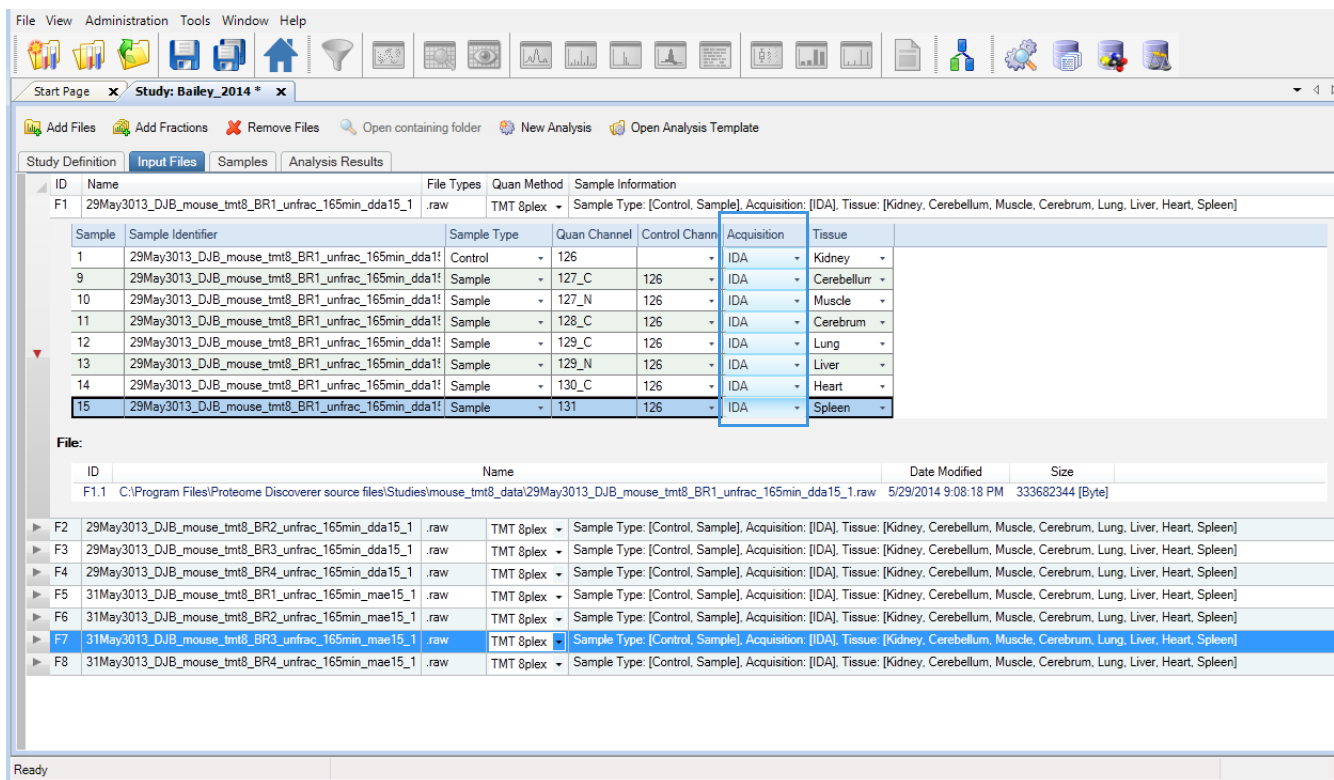 File View Administration Tools Window Help
Start Page x Study: Bailey_2014 * x
Add Files Add Fractions Remove Files Open containing folder New Analysis Open Analysis Template
Study Definition Input Files Samples Analysis Results
ID Name File Types Quan Method Sample Information
F1 29May3013_DJB_mouse_tmt8_BR1_unfrac_165min_dda15_1 .raw TMT 8plex Sample Type: [Control, Sample], Acquisition: [IDA], Tissue: [Kidney, Cerebellum, Muscle, Cerebrum, Lung, Liver, Heart, Spleen]
Sample Sample Identifier Sample Type Quan Channel Control Chann Acquisition Tissue
1 29May3013_DJB_mouse_tmt8_BR1_unfrac_165min_dda1! Control 126 IDA Kidney
9 29May3013_DJB_mouse_tmt8_BR1_unfrac_165min_dda1! Sample 127_C 126 IDA Cerebellum
10 29May3013_DJB_mouse_tmt8_BR1_unfrac_165min_dda1! Sample 127_N 126 IDA Muscle
11 29May3013_DJB_mouse_tmt8_BR1_unfrac_165min_dda1! Sample 128_C 126 IDA Cerebrum
12 29May3013_DJB_mouse_tmt8_BR1_unfrac_165min_dda1! Sample 129_C 126 IDA Lung
13 29May3013_DJB_mouse_tmt8_BR1_unfrac_165min_dda1! Sample 129_N 126 IDA Liver
14 29May3013_DJB_mouse_tmt8_BR1_unfrac_165min_dda1! Sample 130_C 126 IDA Heart
15 29May3013_DJB_mouse_tmt8_BR1_unfrac_165min_dda1! Sample 131 126 IDA Spleen
File:
ID Name Date Modified Size
F1.1 C:\Program Files\Proteome Discoverer source files\Studies\mouse_tmt8_data\29May3013_DJB_mouse_tmt8_BR1_unfrac_165min_dda15_1.raw 5/29/2014 9:08:18 PM 333682344 [Byte]
F2 29May3013_DJB_mouse_tmt8_BR2_unfrac_165min_dda15_1 .raw TMT 8plex Sample Type: [Control, Sample], Acquisition: [IDA], Tissue: [Kidney, Cerebellum, Muscle, Cerebrum, Lung, Liver, Heart, Spleen]
F3 29May3013_DJB_mouse_tmt8_BR3_unfrac_165min_dda15_1 .raw TMT 8plex Sample Type: [Control, Sample], Acquisition: [IDA], Tissue: [Kidney, Cerebellum, Muscle, Cerebrum, Lung, Liver, Heart, Spleen]
F4 29May3013_DJB_mouse_tmt8_BR4_unfrac_165min_dda15_1 .raw TMT 8plex Sample Type: [Control, Sample], Acquisition: [IDA], Tissue: [Kidney, Cerebellum, Muscle, Cerebrum, Lung, Liver, Heart, Spleen]
F5 31May3013_DJB_mouse_tmt8_BR1_unfrac_165min_mae15_1 .raw TMT 8plex Sample Type: [Control, Sample], Acquisition: [IDA], Tissue: [Kidney, Cerebellum, Muscle, Cerebrum, Lung, Liver, Heart, Spleen]
F6 31May3013_DJB_mouse_tmt8_BR2_unfrac_165min_mae15_1 .raw TMT 8plex Sample Type: [Control, Sample], Acquisition: [IDA], Tissue: [Kidney, Cerebellum, Muscle, Cerebrum, Lung, Liver, Heart, Spleen]
F7 31May3013_DJB_mouse_tmt8_BR3_unfrac_165min_mae15_1 .raw TMT 8plex Sample Type: [Control, Sample], Acquisition: [IDA], Tissue: [Kidney, Cerebellum, Muscle, Cerebrum, Lung, Liver, Heart, Spleen]
F8 31May3013_DJB_mouse_tmt8_BR4_unfrac_165min_mae15_1 .raw TMT 8plex Sample Type: [Control, Sample], Acquisition: [IDA], Tissue: [Kidney, Cerebellum, Muscle, Cerebrum, Lung, Liver, Heart, Spleen]
Ready